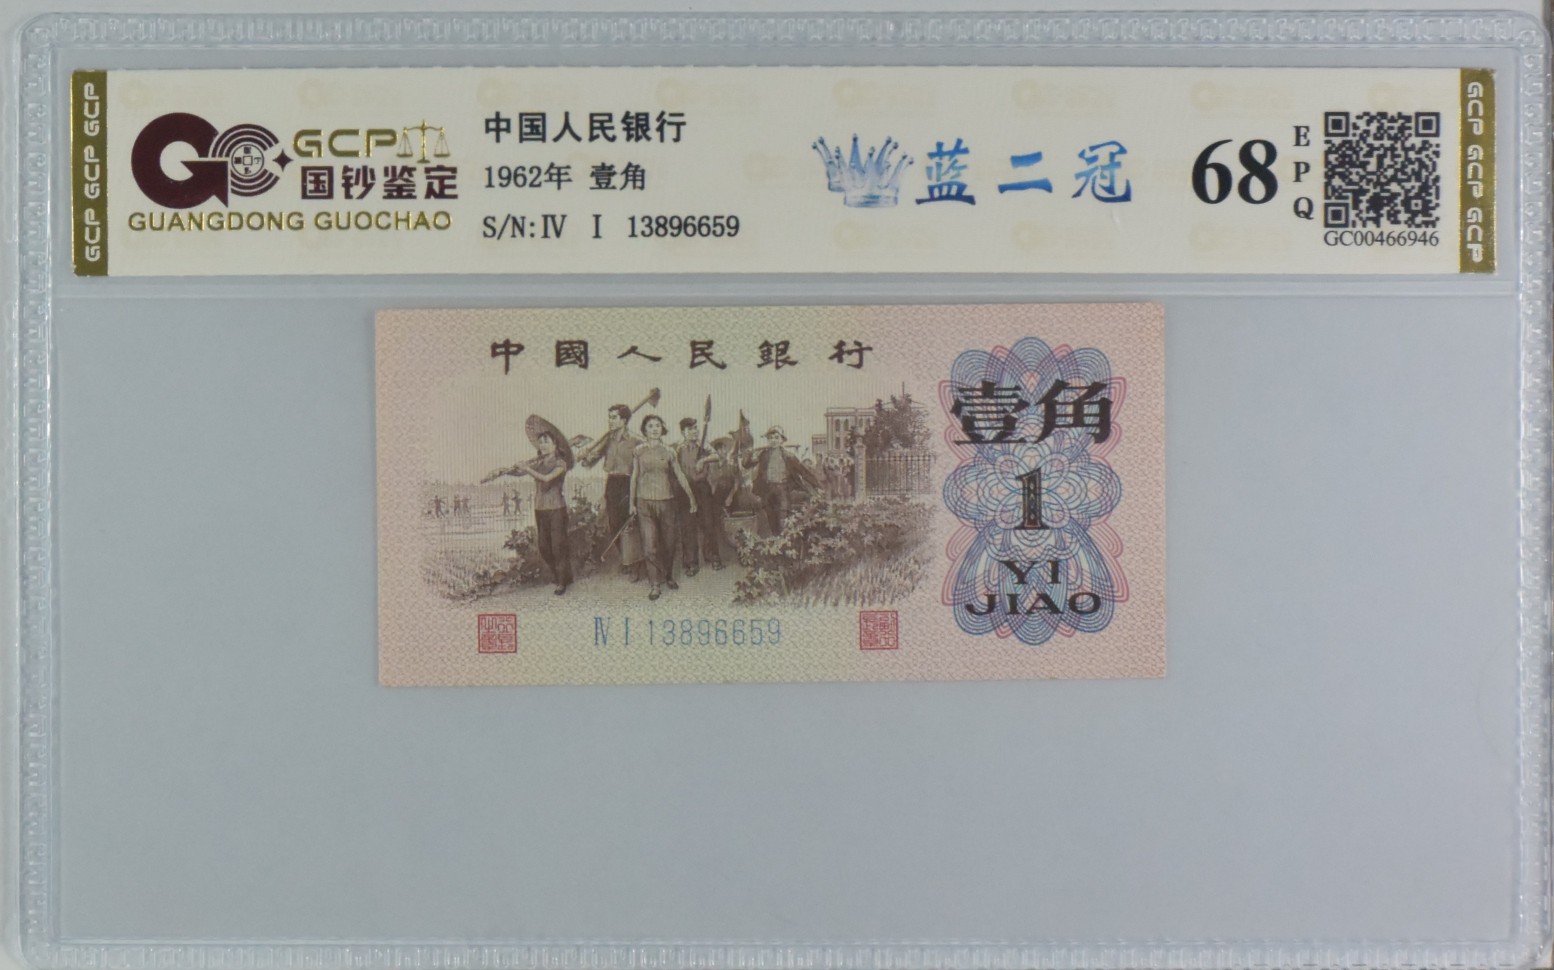 GCP GCP GCP
GCP
国钞鉴定
GUANGDONG GUOCHAO
中国人民银行
1962年 壹角
S/N:IV I 13896659
蓝二冠
68
EPQ
GC00466946
GCP GCP GCP
中國人民銀行
壹角
1
YI
JIAO
IV I 13896659